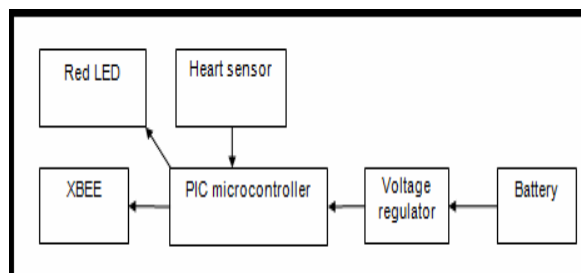 Red LED
Heart sensor
XBEE
PIC microcontroller
Voltage
regulator
Battery